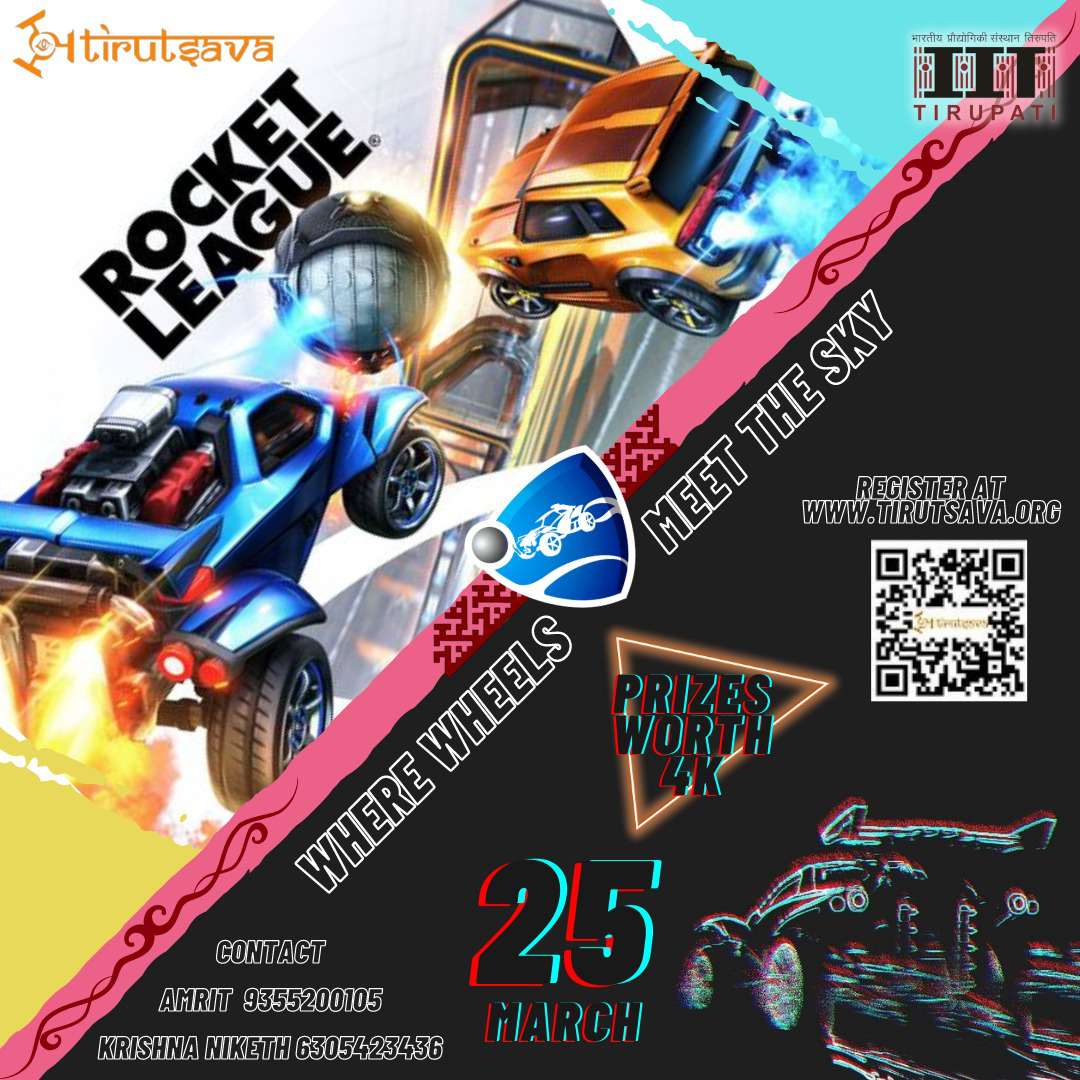 tirutsava
भारतीय प्रौद्योगिकी संस्थान तिरुपति
IIT
TIRUPATI
ROCKET
LEAGUE
®
WHERE WHEELS
MEET THE SKY
REGISTER AT
WWW.TIRUTSAVA.ORG
tirutsava
PRIZES
WORTH
4K
25
MARCH
CONTACT
AMRIT 9355200105
KRISHNA NIKETH 6305423436